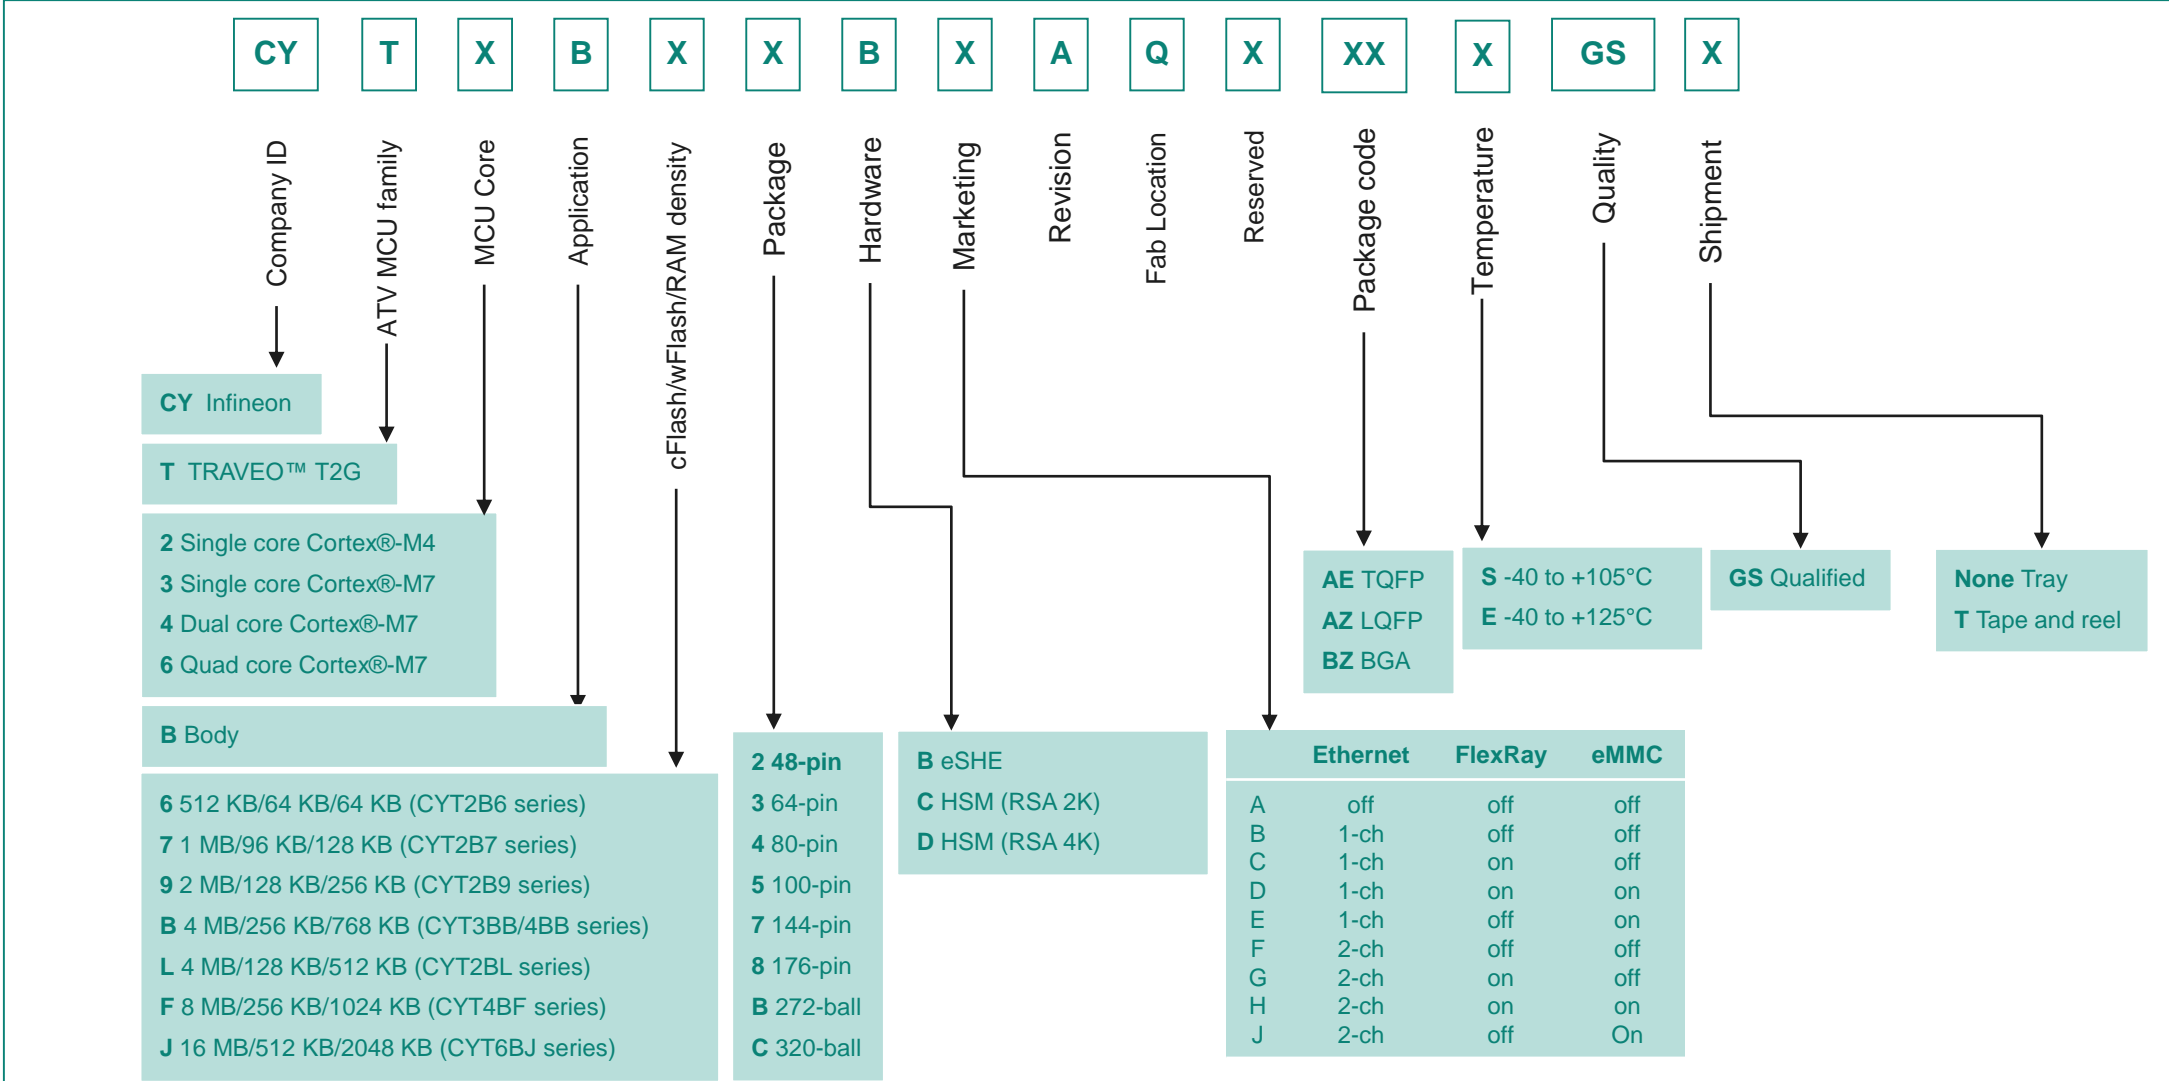 CY T X B X X B X A Q X XX X GS X
Company ID
ATV MCU family
MCU Core
Application
cFlash/wFlash/RAM density
Package
Hardware
Marketing
Revision
Fab Location
Reserved
Package code
Temperature
Quality
Shipment
CY Infineon
T TRAVEO™ T2G
2 Single core Cortex®-M4
3 Single core Cortex®-M7
4 Dual core Cortex®-M7
6 Quad core Cortex®-M7
B Body
6 512 KB/64 KB/64 KB (CYT2B6 series)
7 1 MB/96 KB/128 KB (CYT2B7 series)
9 2 MB/128 KB/256 KB (CYT2B9 series)
B 4 MB/256 KB/768 KB (CYT3BB/4BB series)
L 4 MB/128 KB/512 KB (CYT2BL series)
F 8 MB/256 KB/1024 KB (CYT4BF series)
J 16 MB/512 KB/2048 KB (CYT6BJ series)
2 48-pin
3 64-pin
4 80-pin
5 100-pin
7 144-pin
8 176-pin
B 272-ball
C 320-ball
B eSHE
C HSM (RSA 2K)
D HSM (RSA 4K)
Ethernet FlexRay eMMC
A off off off
B 1-ch off off
C 1-ch on off
D 1-ch on on
E 1-ch off on
F 2-ch off off
G 2-ch on off
H 2-ch on on
J 2-ch off On
AE TQFP
AZ LQFP
BZ BGA
S -40 to +105°C
E -40 to +125°C
GS Qualified
None Tray
T Tape and reel